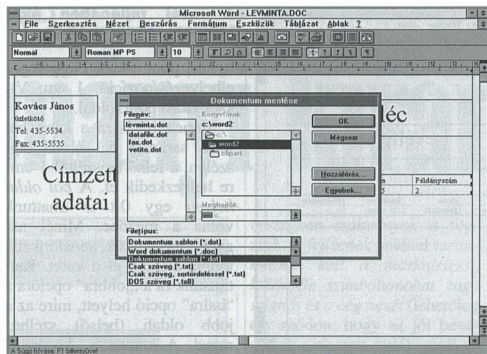 Microsoft Word - LEVMINTA.DOC
File Szerkesztés Nézet Beszúrás Formátum Eszközök Táblázat Ablak ?
Normál Roman MP PS 10
Kovács János
üzletkötő
Tel: 435-5534
Fax: 435-5535
Címzett
adatai
léc
Példányszám
2
Dokumentum mentése
Filenév:
levminta.dot
datafile.dot
fax.dot
vetito.dot
Könyvtárak:
c:\word2
c:\
word2
clipart
OK
Mégsem
Hozzáférés...
Egyebek...
Meghajtók:
c:
Filetípus:
Dokumentum sablon (*.dot)
Word dokumentum (*.doc)
Dokumentum sablon (*.dot)
Csak szöveg (*.txt)
Csak szöveg, sortördeléssel (*.txt)
DOS szöveg (*.tx8)
A Súgó hívása: F1 billentyűvel